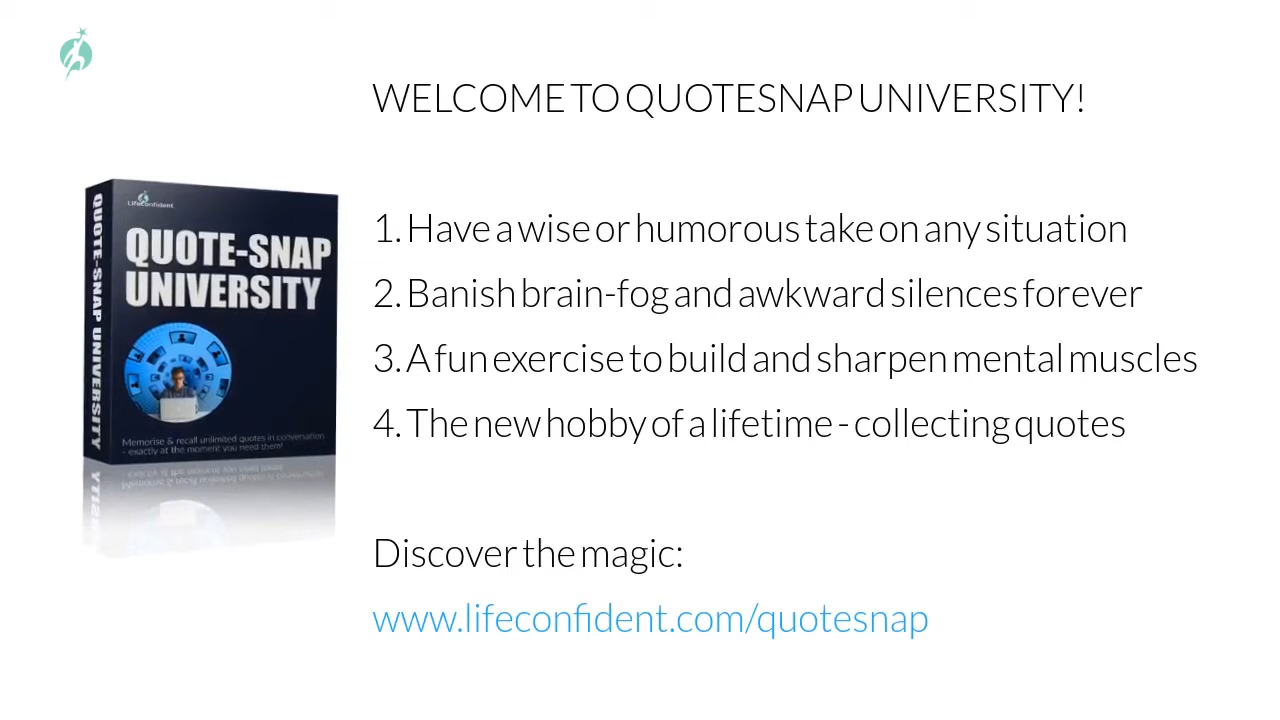 WELCOME TO QUOTESNAP UNIVERSITY!
1. Have a wise or humorous take on any situation
2. Banish brain-fog and awkward silences forever
3. A fun exercise to build and sharpen mental muscles
4. The new hobby of a lifetime - collecting quotes
Discover the magic:
www.lifeconfident.com/quotesnap
QUOTE-SNAP UNIVERSITY
Lifeconfident
QUOTE-SNAP
UNIVERSITY
Memorise & recall unlimited quotes in conversation
- exactly at the moment you need them!